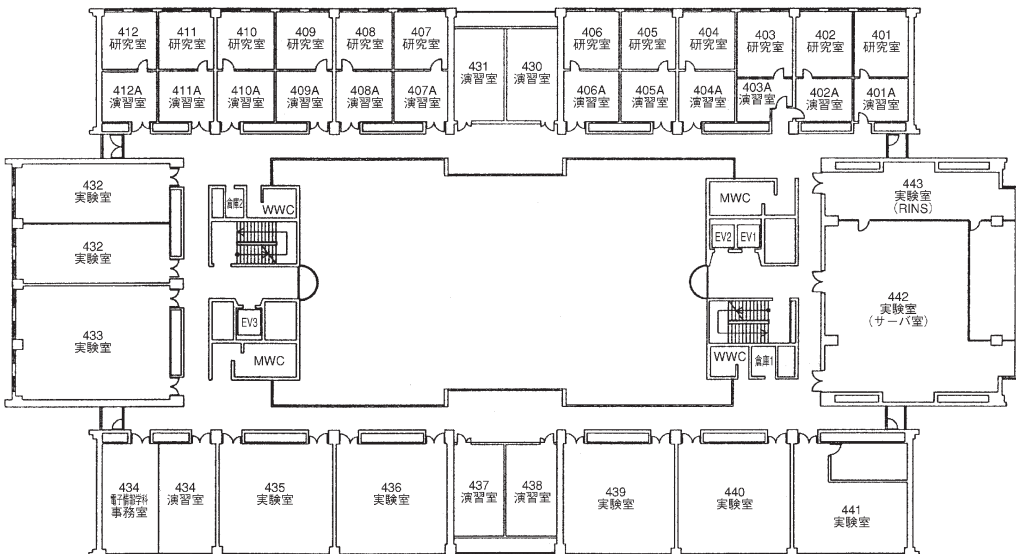 412
研究室
411
研究室
410
研究室
409
研究室
408
研究室
407
研究室
431
演習室
430
演習室
406
研究室
405
研究室
404
研究室
403
研究室
402
研究室
401
研究室
412A
演習室
411A
演習室
410A
演習室
409A
演習室
408A
演習室
407A
演習室
406A
演習室
405A
演習室
404A
演習室
403A
演習室
402A
演習室
401A
演習室
432
実験室
倉庫2
WWC
MWC
443
実験室
(RINS)
432
実験室
EV2
EV1
433
実験室
EV3
MWC
442
実験室
(サーバ室)
WWC
倉庫1
434
電子情報学科
事務室
434
演習室
435
実験室
436
実験室
437
演習室
438
演習室
439
実験室
440
実験室
441
実験室